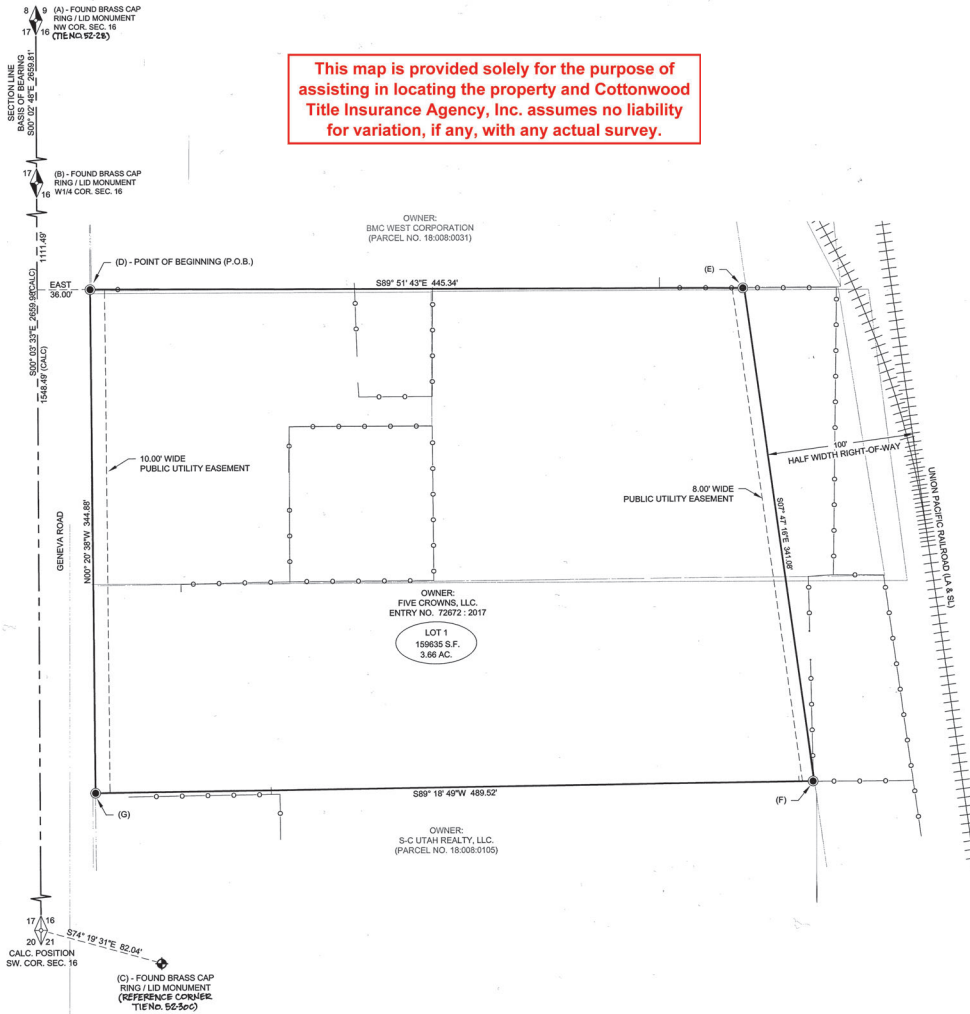 8 9
17 16
(A) - FOUND BRASS CAP
RING / LID MONUMENT
NW COR. SEC. 16
(TIE NO. 52-28)
SECTION LINE
BASIS OF BEARING
S00° 02' 48"E 2659.81'
This map is provided solely for the purpose of
assisting in locating the property and Cottonwood
Title Insurance Agency, Inc. assumes no liability
for variation, if any, with any actual survey.
17
16
(B) - FOUND BRASS CAP
RING / LID MONUMENT
W1/4 COR. SEC. 16
1111.49'
OWNER:
BMC WEST CORPORATION
(PARCEL NO. 18:008:0031)
(D) - POINT OF BEGINNING (P.O.B.)
(E)
EAST
36.00'
S89° 51' 43"E 445.34'
S00° 03' 33"E 2659.98'(CALC)
1548.49' (CALC)
10.00' WIDE
PUBLIC UTILITY EASEMENT
100'
HALF WIDTH RIGHT-OF-WAY
8.00' WIDE
PUBLIC UTILITY EASEMENT
UNION PACIFIC RAILROAD (LA & SL)
GENEVA ROAD
N00° 20' 38"W 344.88'
S07° 47' 16"E 341.08'
OWNER:
FIVE CROWNS, LLC.
ENTRY NO. 72672 : 2017
LOT 1
159635 S.F.
3.66 AC.
S89° 18' 49"W 489.52'
(F)
(G)
OWNER:
S-C UTAH REALTY, LLC.
(PARCEL NO. 18:008:0105)
17 16
20 21
CALC. POSITION
SW. COR. SEC. 16
S74° 19' 31"E 82.04'
(C) - FOUND BRASS CAP
RING / LID MONUMENT
(REFERENCE CORNER
TIE NO. 52-30C)